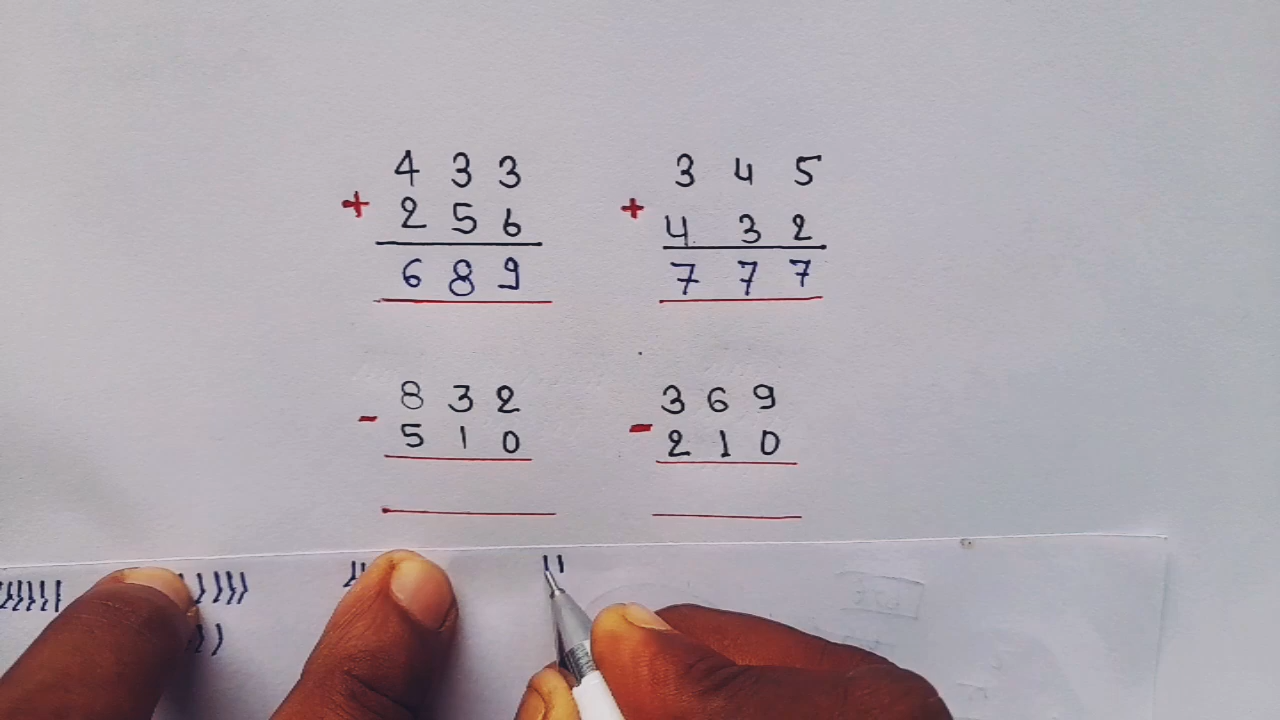 4 3 3
+ 2 5 6
6 8 9
3 4 5
+ 4 3 2
7 7 7
8 3 2
- 5 1 0
3 6 9
- 2 1 0